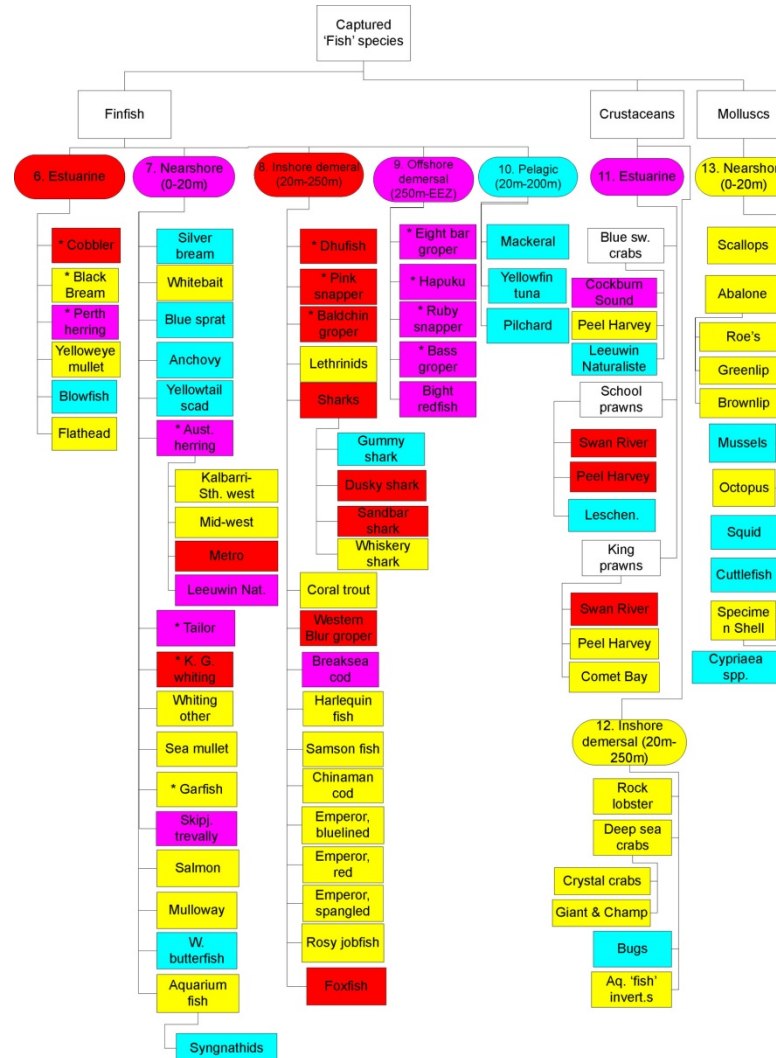 Captured
'Fish' species
Finfish
Crustaceans
Molluscs
6. Estuarine
* Cobbler
* Black
Bream
* Perth
herring
Yelloweye
mullet
Blowfish
Flathead
7. Nearshore
(0-20m)
Silver
bream
Whitebait
Blue sprat
Anchovy
Yellowtail
scad
* Aust.
herring
Kalbarri-
Sth. west
Mid-west
Metro
Leeuwin Nat.
* Tailor
* K. G.
whiting
Whiting
other
Sea mullet
* Garfish
Skipj.
trevally
Salmon
Mulloway
W.
butterfish
Aquarium
fish
Syngnathids
8. Inshore demeral
(20m-250m)
* Dhufish
* Pink
snapper
* Baldchin
groper
Lethrinids
Sharks
Gummy
shark
Dusky shark
Sandbar
shark
Whiskery
shark
Coral trout
Western
Blur groper
Breaksea
cod
Harlequin
fish
Samson fish
Chinaman
cod
Emperor,
bluelined
Emperor,
red
Emperor,
spangled
Rosy jobfish
Foxfish
9. Offshore
demersal
(250m-EEZ)
* Eight bar
groper
* Hapuku
* Ruby
snapper
* Bass
groper
Bight
redfish
10. Pelagic
(20m-200m)
Mackeral
Yellowfin
tuna
Pilchard
11. Estuarine
Blue sw.
crabs
Cockburn
Sound
Peel Harvey
Leeuwin
Naturaliste
School
prawns
Swan River
Peel Harvey
Leschen.
King
prawns
Swan River
Peel Harvey
Comet Bay
12. Inshore
demersal (20m-
250m)
Rock
lobster
Deep sea
crabs
Crystal crabs
Giant & Champ
Bugs
Aq. 'fish'
invert.s
13. Nearshore
(0-20m)
Scallops
Abalone
Roe's
Greenlip
Brownlip
Mussels
Octopus
Squid
Cuttlefish
Specime
n Shell
Cypriaea
spp.